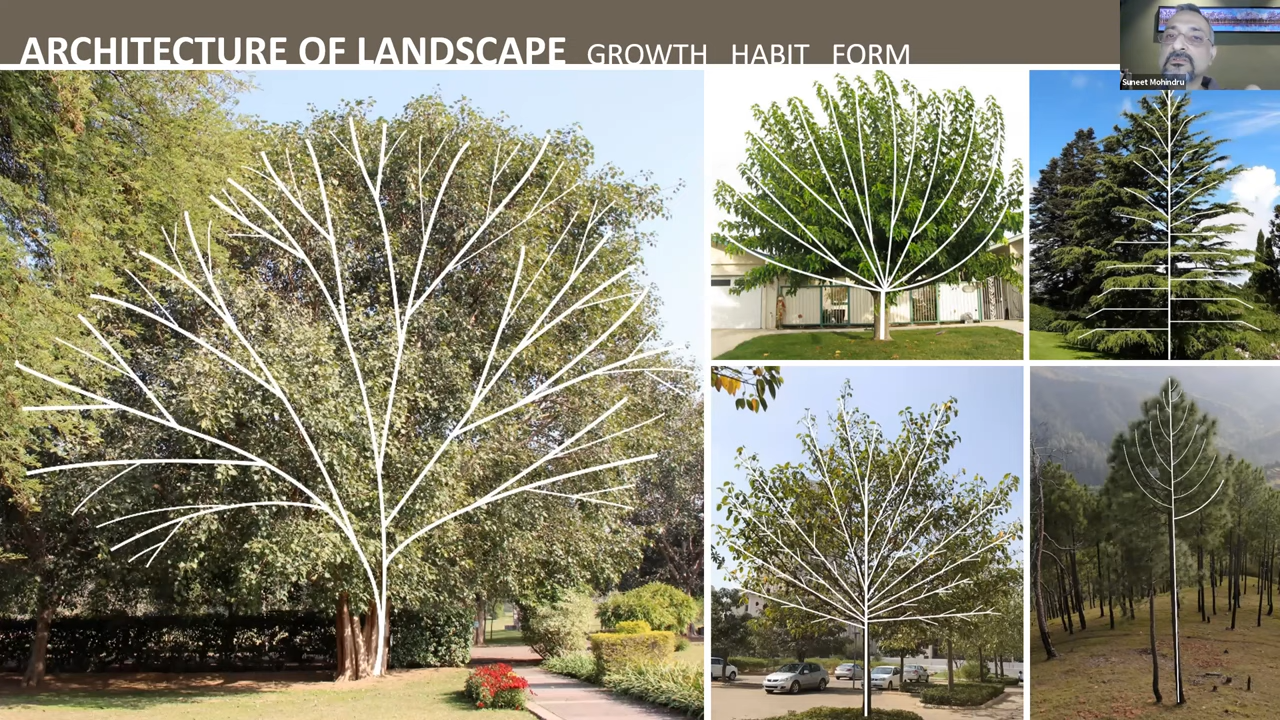 ARCHITECTURE OF LANDSCAPE GROWTH HABIT FORM
Suneet Mohindru